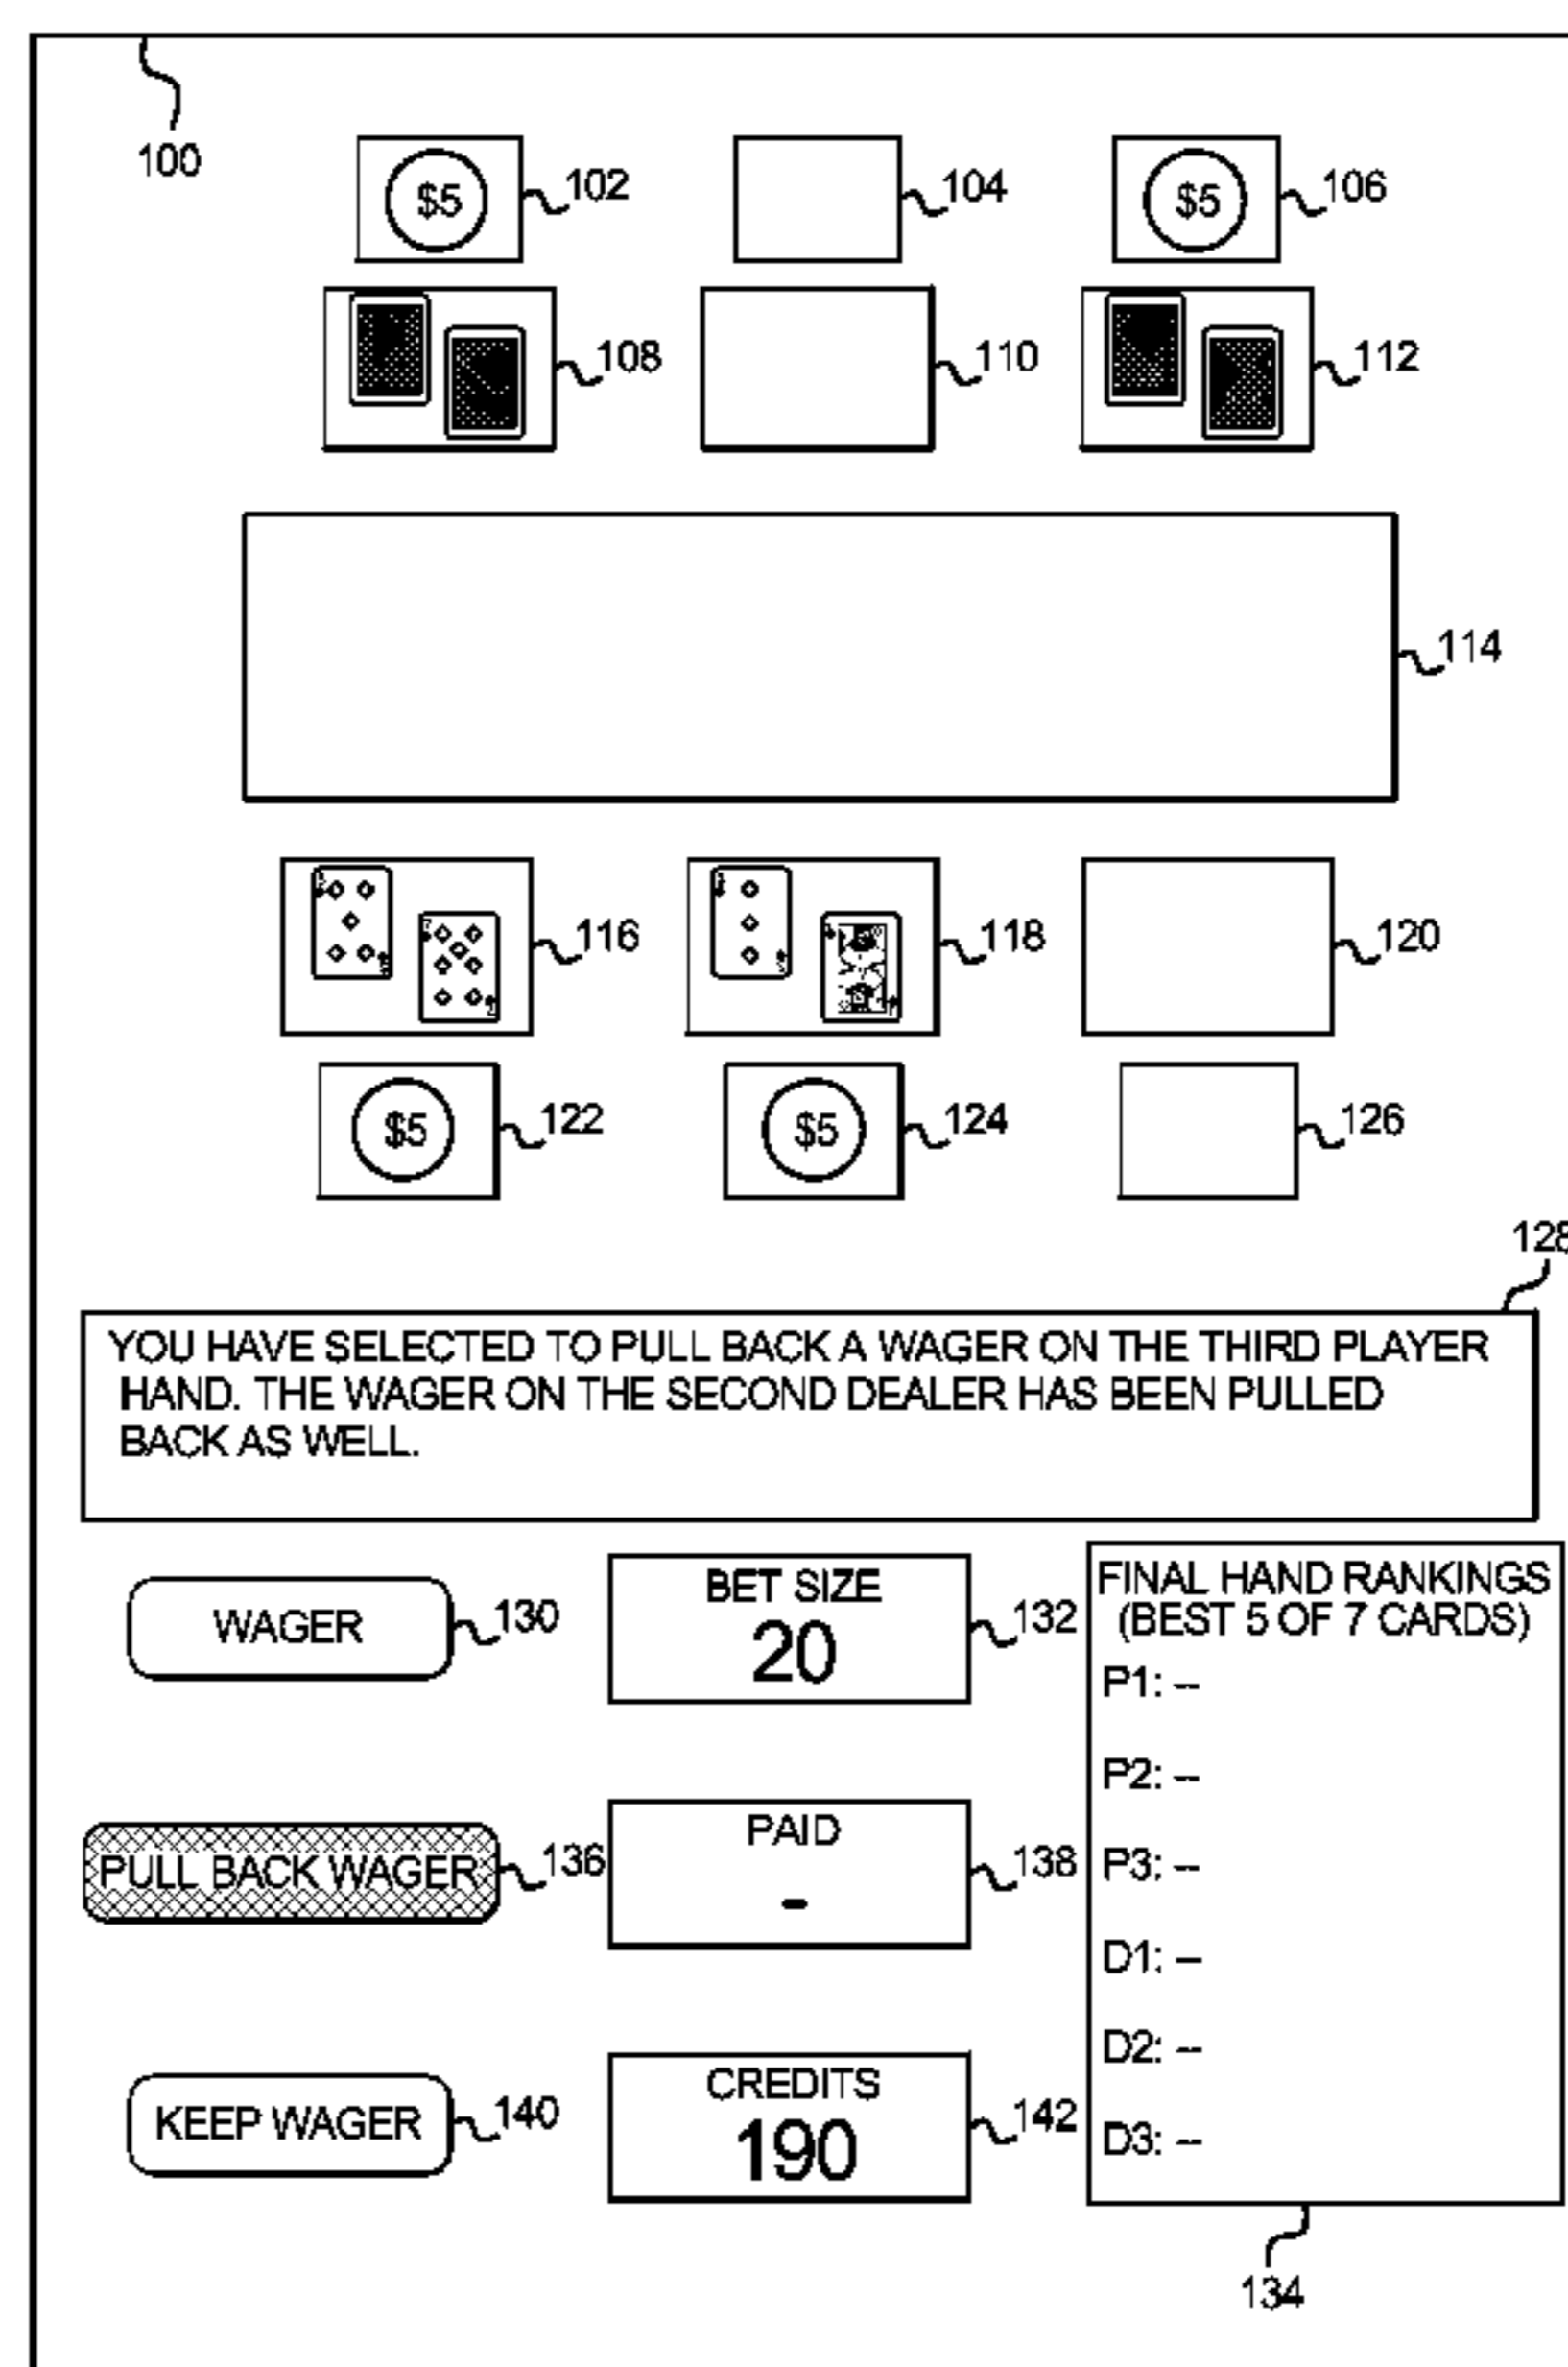 100
$5 102
104
$5 106
108
110
112
114
116
118
120
$5 122
$5 124
126
128
YOU HAVE SELECTED TO PULL BACK A WAGER ON THE THIRD PLAYER
HAND. THE WAGER ON THE SECOND DEALER HAS BEEN PULLED
BACK AS WELL.
WAGER 130
BET SIZE
20
132
PULL BACK WAGER 136
PAID
-
138
KEEP WAGER 140
CREDITS
190
142
FINAL HAND RANKINGS
(BEST 5 OF 7 CARDS)
P1: --
P2: --
P3: --
D1: --
D2: --
D3: --
134